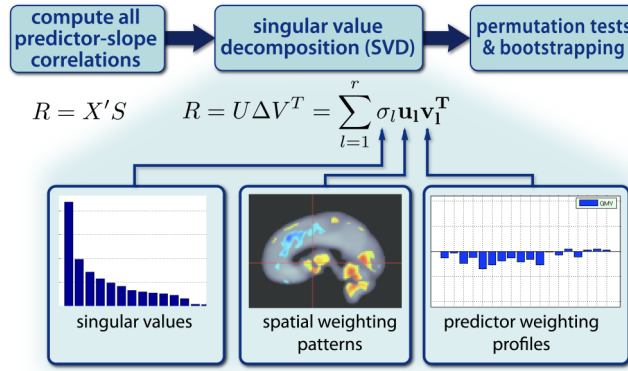 compute all
predictor-slope
correlations
singular value
decomposition (SVD)
permutation tests
& bootstrapping
R = X′S
R = UΔV^T = ∑_{l=1}^{r} σ_l u_l v_l^T
GMV
singular values
spatial weighting
patterns
predictor weighting
profiles